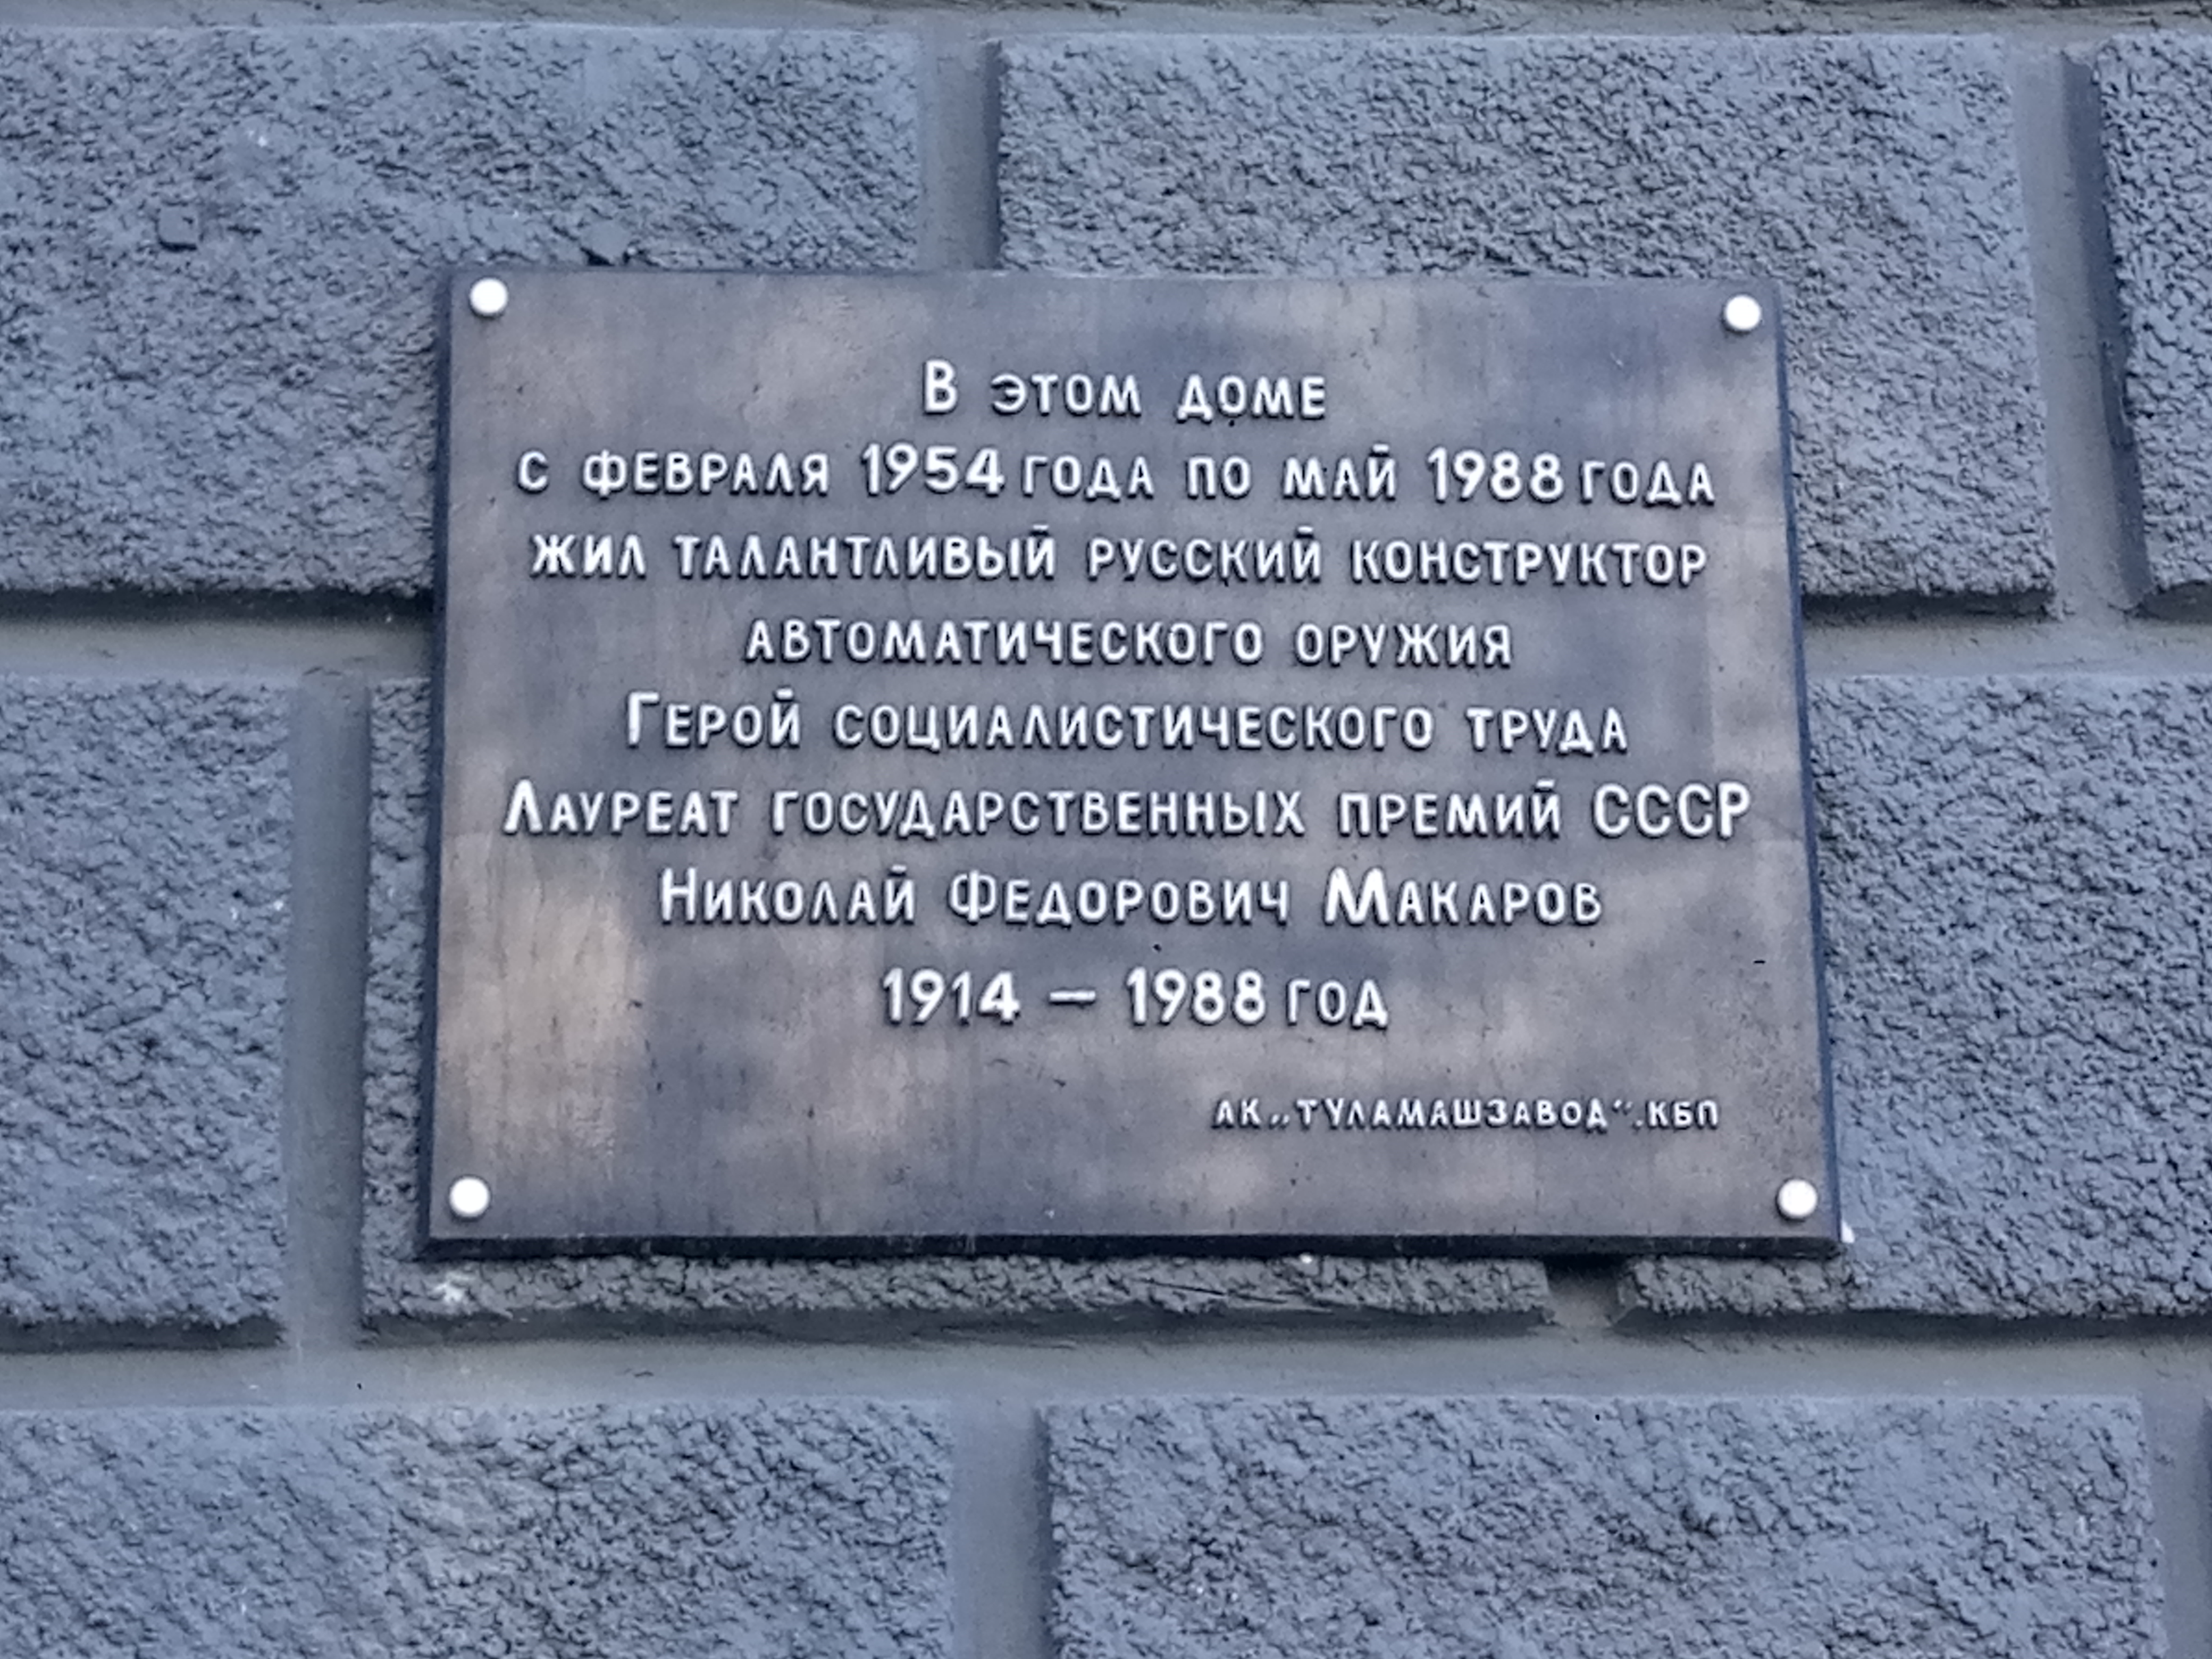 В ЭТОМ ДОМЕ
С ФЕВРАЛЯ 1954 ГОДА ПО МАЙ 1988 ГОДА
ЖИЛ ТАЛАНТЛИВЫЙ РУССКИЙ КОНСТРУКТОР
АВТОМАТИЧЕСКОГО ОРУЖИЯ
ГЕРОЙ СОЦИАЛИСТИЧЕСКОГО ТРУДА
ЛАУРЕАТ ГОСУДАРСТВЕННЫХ ПРЕМИЙ СССР
НИКОЛАЙ ФЕДОРОВИЧ МАКАРОВ
1914 — 1988 ГОД
АК „ТУЛАМАШЗАВОД“. КБП